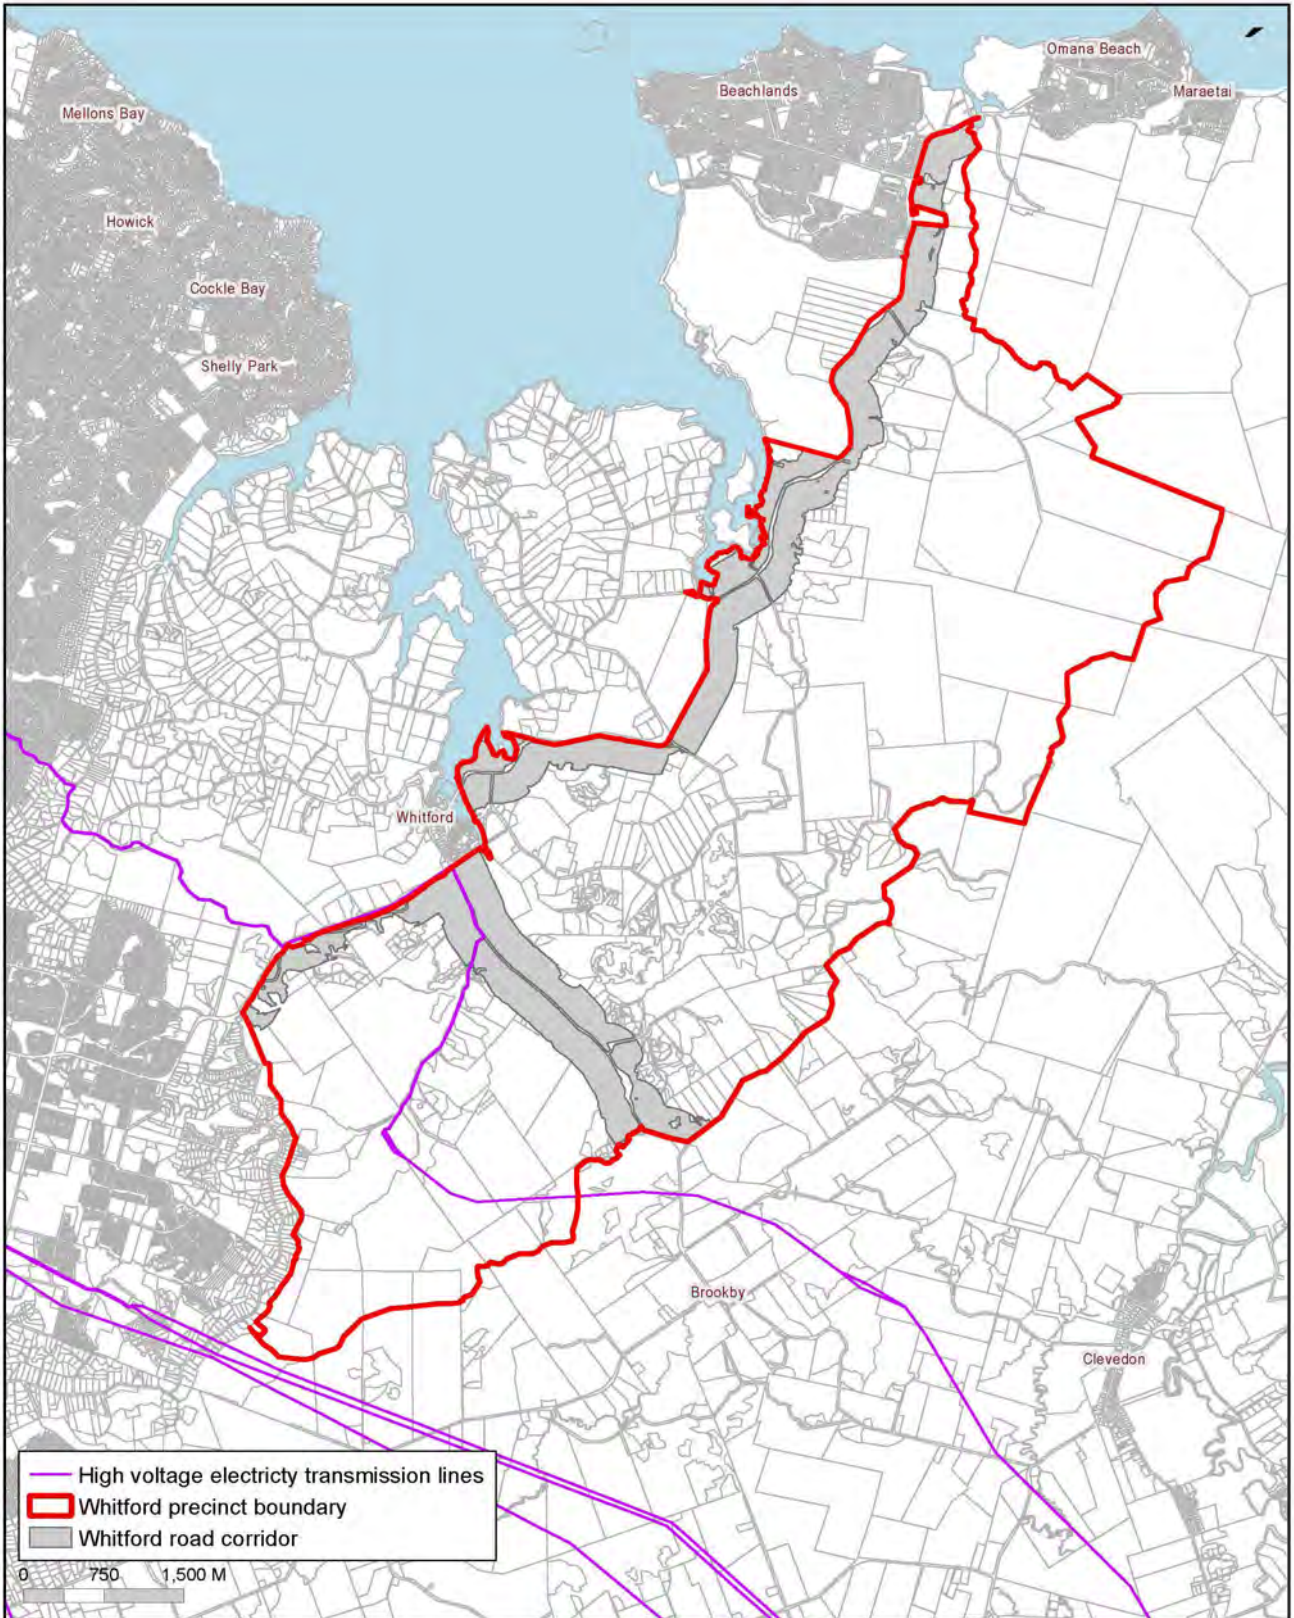 Omana Beach
Beachlands
Maraetai
Mellons Bay
Howick
Cockle Bay
Shelly Park
Whitford
Brookby
Clevedon
High voltage electricty transmission lines
Whitford precinct boundary
Whitford road corridor
0 750 1,500 M